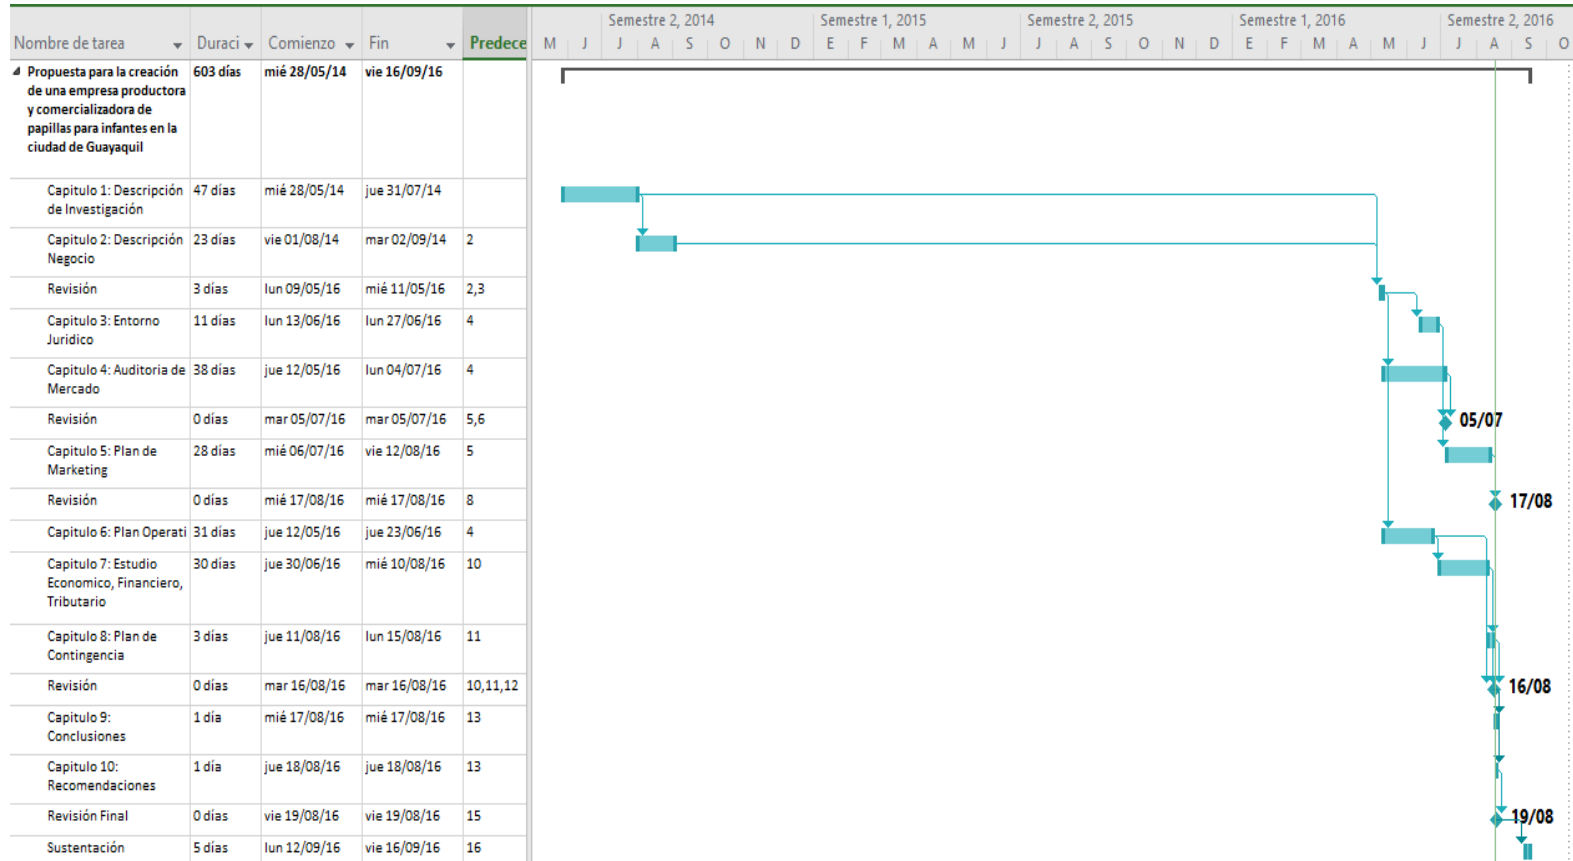 Semestre 2, 2014 Semestre 1, 2015 Semestre 2, 2015 Semestre 1, 2016 Semestre 2, 2016
Nombre de tarea Duraci Comienzo Fin Predece M J J A S O N D E F M A M J J A S O N D E F M A M J J A S O
Propuesta para la creación 603 días mié 28/05/14 vie 16/09/16
de una empresa productora
y comercializadora de
papillas para infantes en la
ciudad de Guayaquil
Capitulo 1: Descripción 47 días mié 28/05/14 jue 31/07/14
de Investigación
Capitulo 2: Descripción 23 días vie 01/08/14 mar 02/09/14 2
Negocio
Revisión 3 días lun 09/05/16 mié 11/05/16 2,3
Capitulo 3: Entorno 11 días lun 13/06/16 lun 27/06/16 4
Juridico
Capitulo 4: Auditoria de 38 días jue 12/05/16 lun 04/07/16 4
Mercado
Revisión 0 días mar 05/07/16 mar 05/07/16 5,6 05/07
Capitulo 5: Plan de 28 días mié 06/07/16 vie 12/08/16 5
Marketing
Revisión 0 días mié 17/08/16 mié 17/08/16 8 17/08
Capitulo 6: Plan Operati 31 días jue 12/05/16 jue 23/06/16 4
Capitulo 7: Estudio 30 días jue 30/06/16 mié 10/08/16 10
Economico, Financiero,
Tributario
Capitulo 8: Plan de 3 días jue 11/08/16 lun 15/08/16 11
Contingencia
Revisión 0 días mar 16/08/16 mar 16/08/16 10,11,12 16/08
Capitulo 9: 1 día mié 17/08/16 mié 17/08/16 13
Conclusiones
Capitulo 10: 1 día jue 18/08/16 jue 18/08/16 13
Recomendaciones
Revisión Final 0 días vie 19/08/16 vie 19/08/16 15 19/08
Sustentación 5 días lun 12/09/16 vie 16/09/16 16